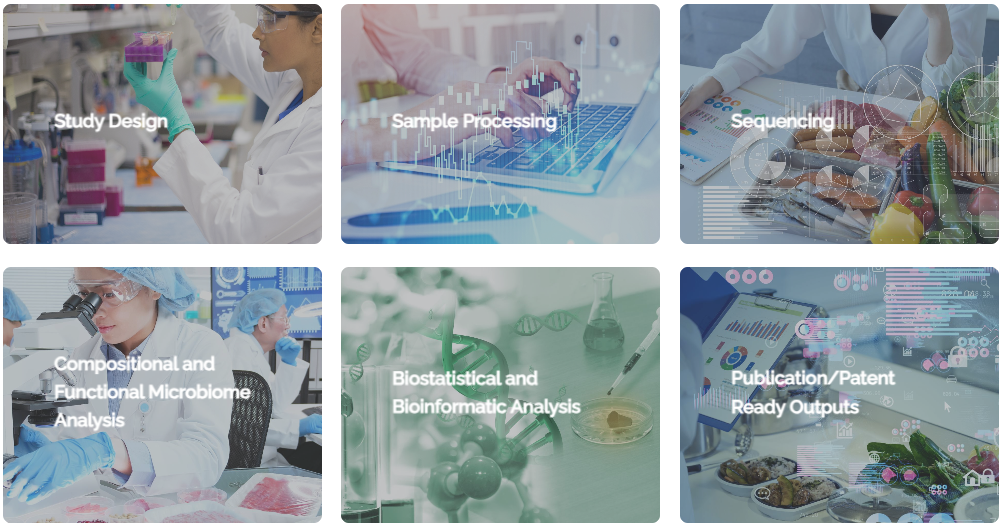 Study Design
Sample Processing
Sequencing
Compositional and
Functional Microbiome
Analysis
Biostatistical and
Bioinformatic Analysis
Publication/Patent
Ready Outputs